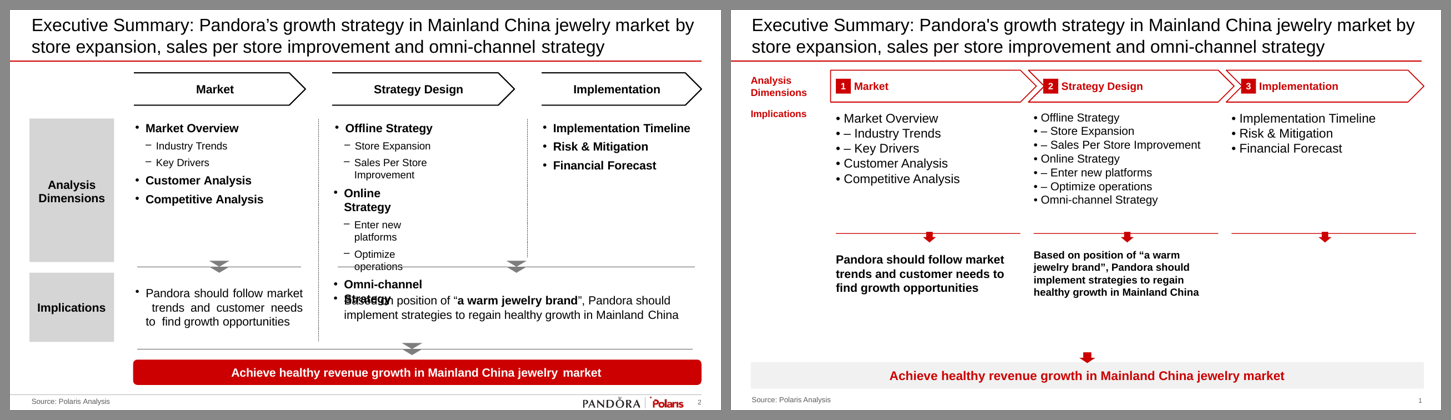 Executive Summary: Pandora’s growth strategy in Mainland China jewelry market by
store expansion, sales per store improvement and omni-channel strategy
Market
Strategy Design
Implementation
Analysis
Dimensions
• Market Overview
– Industry Trends
– Key Drivers
• Customer Analysis
• Competitive Analysis
• Offline Strategy
– Store Expansion
– Sales Per Store
Improvement
• Online
Strategy
– Enter new
platforms
– Optimize
operations
• Omni-channel
Strategy
• Implementation Timeline
• Risk & Mitigation
• Financial Forecast
Implications
• Pandora should follow market
trends and customer needs
to find growth opportunities
• Based on position of “a warm jewelry brand”, Pandora should
implement strategies to regain healthy growth in Mainland China
Achieve healthy revenue growth in Mainland China jewelry market
Source: Polaris Analysis
PANDÖRA
Polaris
2
Executive Summary: Pandora's growth strategy in Mainland China jewelry market by
store expansion, sales per store improvement and omni-channel strategy
Analysis
Dimensions
1 Market
2 Strategy Design
3 Implementation
Implications
• Market Overview
• – Industry Trends
• – Key Drivers
• Customer Analysis
• Competitive Analysis
• Offline Strategy
• – Store Expansion
• – Sales Per Store Improvement
• Online Strategy
• – Enter new platforms
• – Optimize operations
• Omni-channel Strategy
• Implementation Timeline
• Risk & Mitigation
• Financial Forecast
Pandora should follow market
trends and customer needs to
find growth opportunities
Based on position of “a warm
jewelry brand”, Pandora should
implement strategies to regain
healthy growth in Mainland China
Achieve healthy revenue growth in Mainland China jewelry market
Source: Polaris Analysis
1